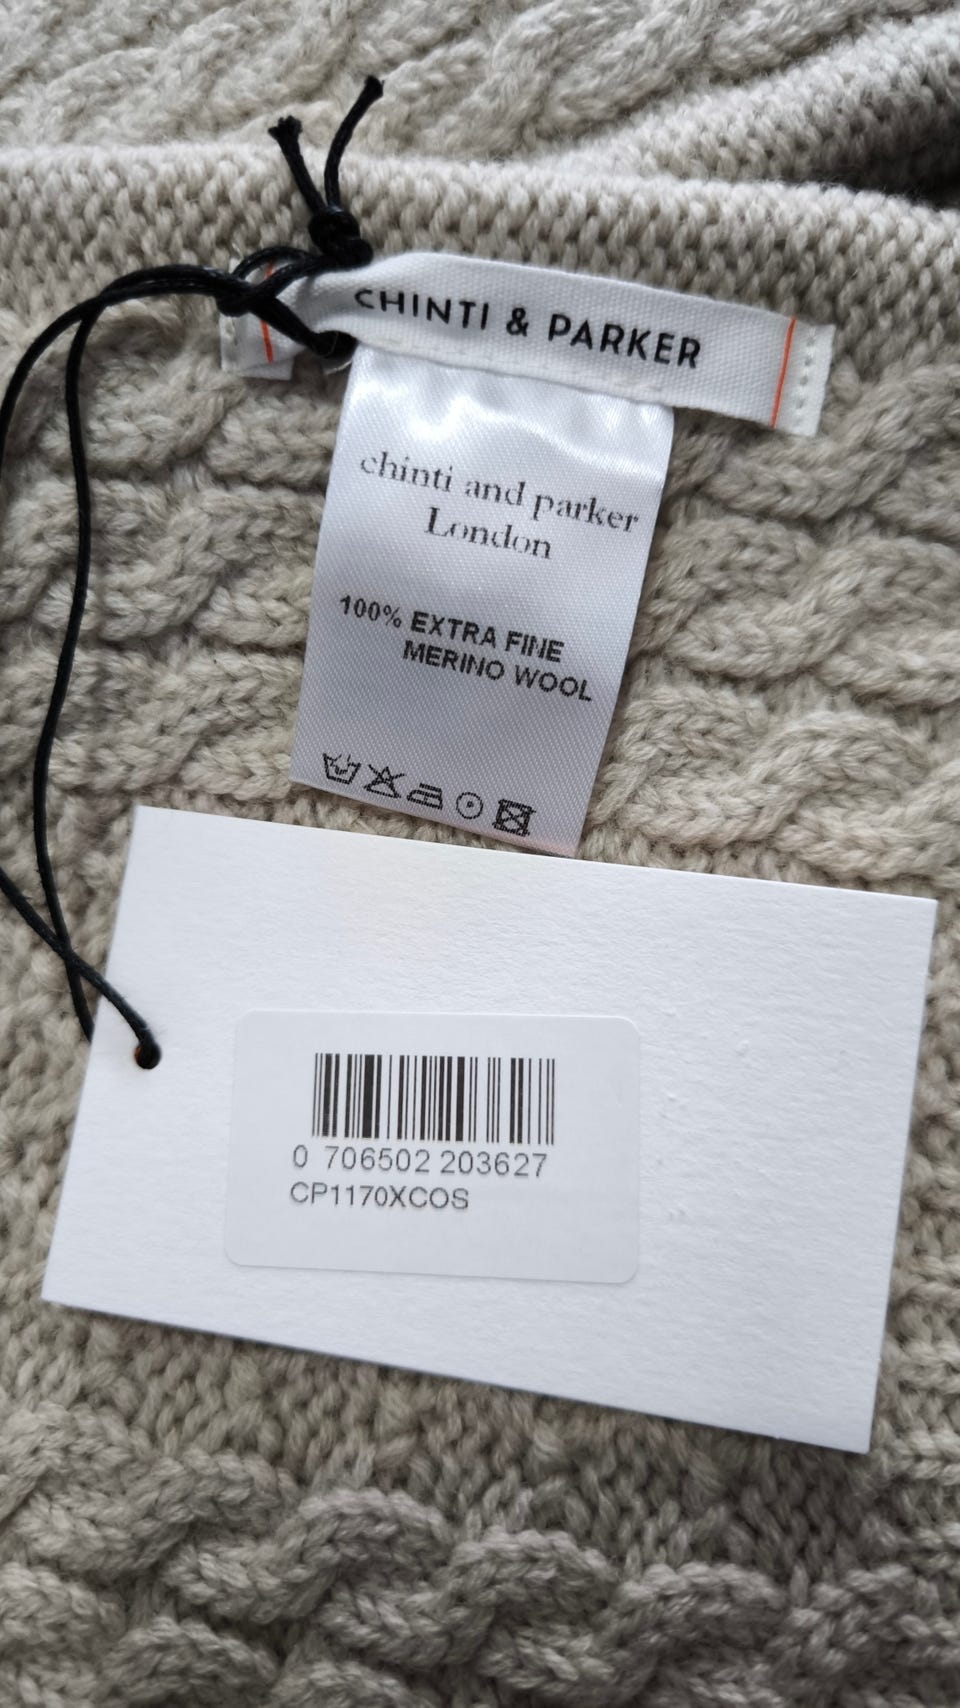 CHINTI & PARKER
chinti and parker
London
100% EXTRA FINE
MERINO WOOL
0 706502 203627
CP1170XCOS